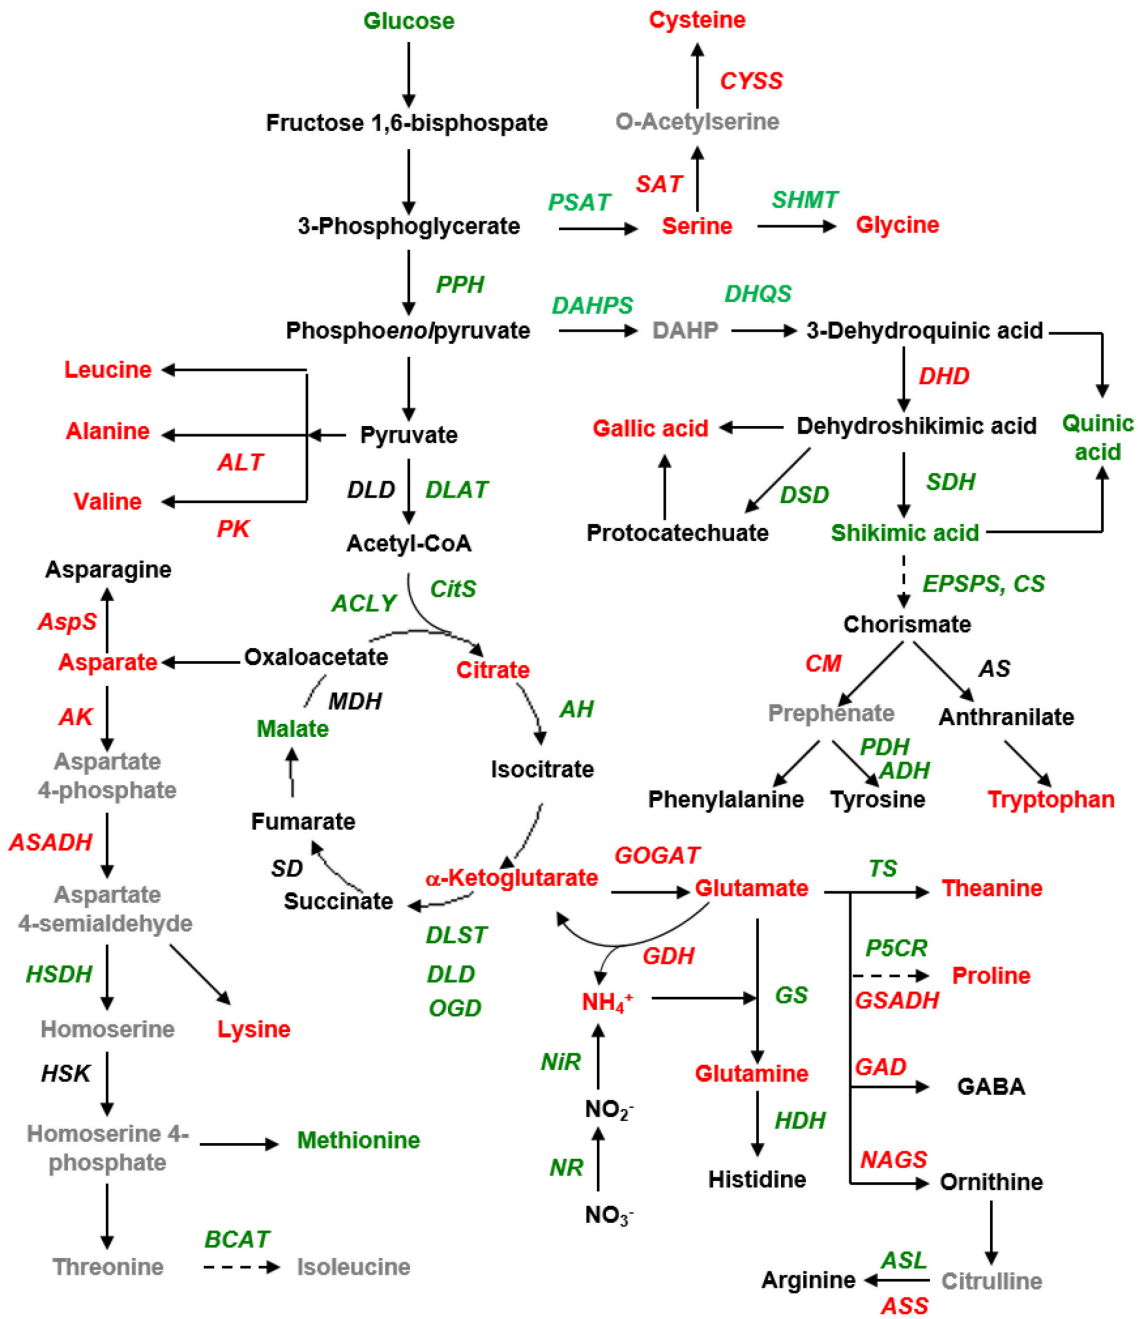 Glucose
Cysteine
CYSS
Fructose 1,6-bisphospate
O-Acetylserine
PSAT
SAT
SHMT
3-Phosphoglycerate
Serine
Glycine
PPH
DAHPS
DHQS
Phosphoenolpyruvate
DAHP
3-Dehydroquinic acid
Leucine
DHD
Alanine
Pyruvate
Gallic acid
Dehydroshikimic acid
Quinic
acid
ALT
DLD
DLAT
DSD
SDH
Valine
PK
Acetyl-CoA
Protocatechuate
Shikimic acid
Asparagine
ACLY
CitS
EPSPS, CS
AspS
Chorismate
Asparate
Oxaloacetate
Citrate
CM
AS
AK
MDH
AH
Malate
Prephenate
Anthranilate
Aspartate
4-phosphate
Isocitrate
PDH
ADH
Phenylalanine
Tyrosine
Tryptophan
Fumarate
ASADH
SD
GOGAT
TS
α-Ketoglutarate
Glutamate
Theanine
Aspartate
4-semialdehyde
Succinate
DLST
DLD
OGD
GDH
P5CR
HSDH
GSADH
Proline
Homoserine
Lysine
NH₄⁺
GS
HSK
NiR
Glutamine
GAD
GABA
NO₂⁻
HDH
Homoserine 4-
phosphate
Methionine
NR
NAGS
Histidine
Ornithine
NO₃⁻
BCAT
Threonine
Isoleucine
ASL
Arginine
Citrulline
ASS